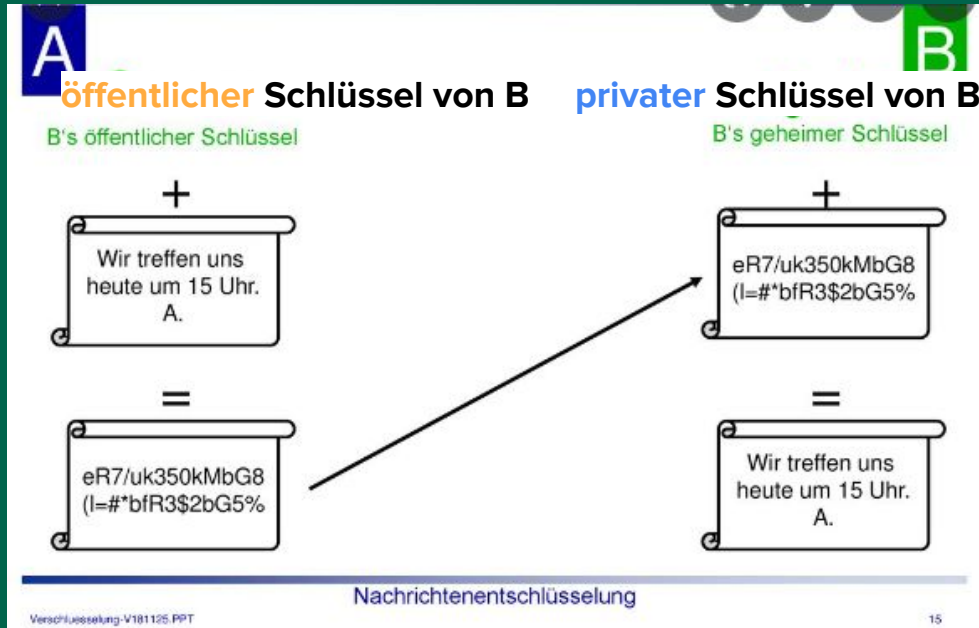 A
B
öffentlicher Schlüssel von B
privater Schlüssel von B
B's öffentlicher Schlüssel
B's geheimer Schlüssel
+
Wir treffen uns
heute um 15 Uhr.
A.
=
eR7/uk350kMbG8
(I=#*bfR3$2bG5%
+
eR7/uk350kMbG8
(I=#*bfR3$2bG5%
=
Wir treffen uns
heute um 15 Uhr.
A.
Nachrichtenentschlüsselung
Verschluesselung-V181125.PPT
15